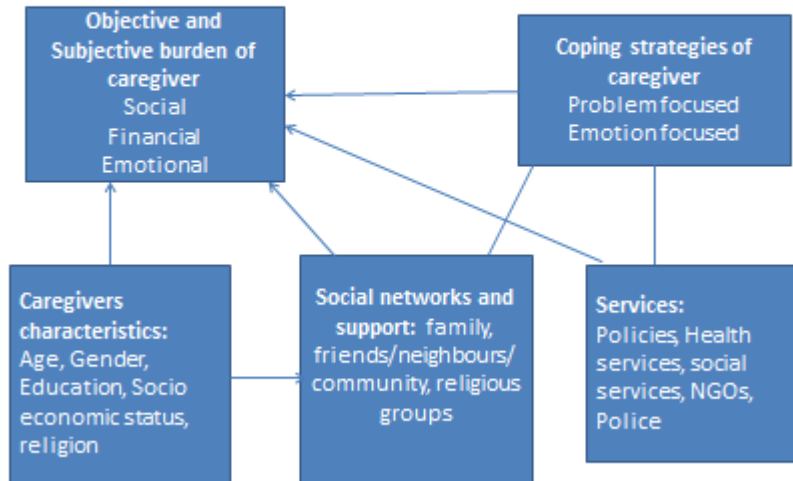 Objective and
Subjective burden of
caregiver
Social
Financial
Emotional
Coping strategies of
caregiver
Problem focused
Emotion focused
Caregivers
characteristics:
Age, Gender,
Education, Socio
economic status,
religion
Social networks and
support: family,
friends/neighbours/
community, religious
groups
Services:
Policies, Health
services, social
services, NGOs,
Police